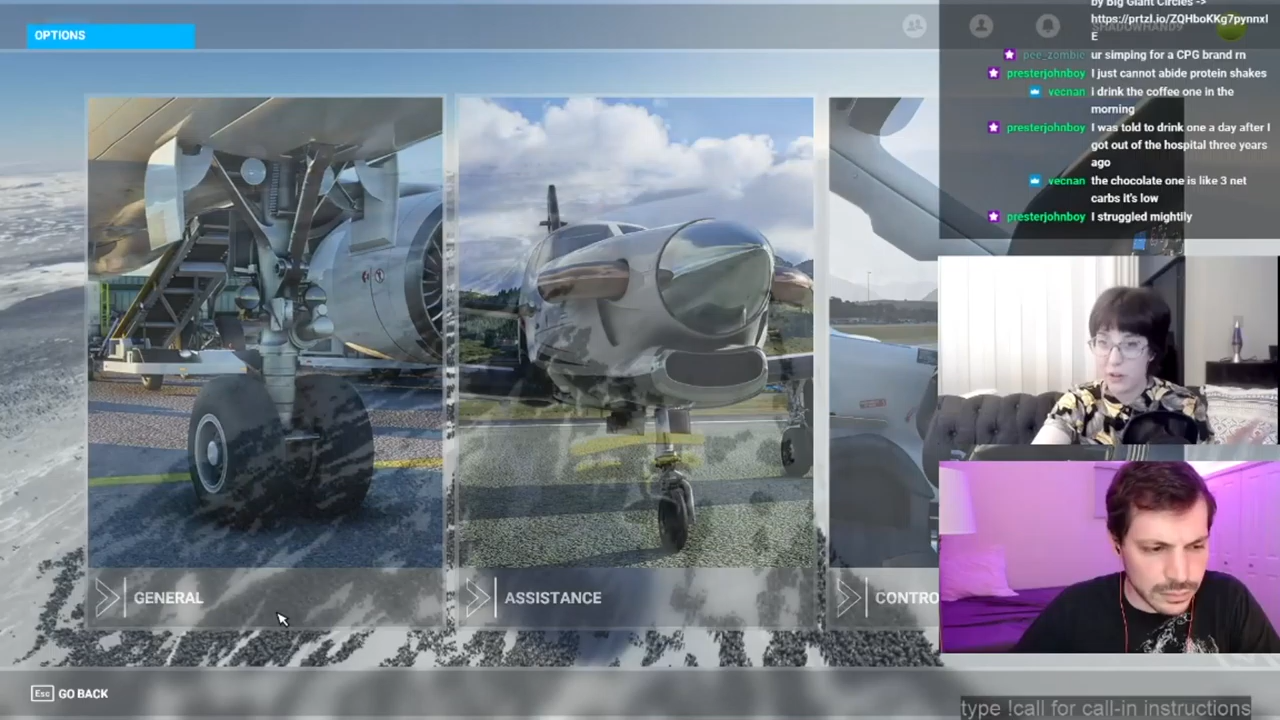 OPTIONS
by Big Giant Circles ->
https://prtzl.io/ZQHboKKg7pynnxl
E
SHADOWHAND9
pee_zombie ur simping for a CPG brand rn
presterjohnboy I just cannot abide protein shakes
vecnan i drink the coffee one in the
morning
presterjohnboy I was told to drink one a day after I
got out of the hospital three years
ago
vecnan the chocolate one is like 3 net
carbs it's low
presterjohnboy I struggled mightily
GENERAL
ASSISTANCE
CONTRO
Esc GO BACK
type !call for call-in instructions